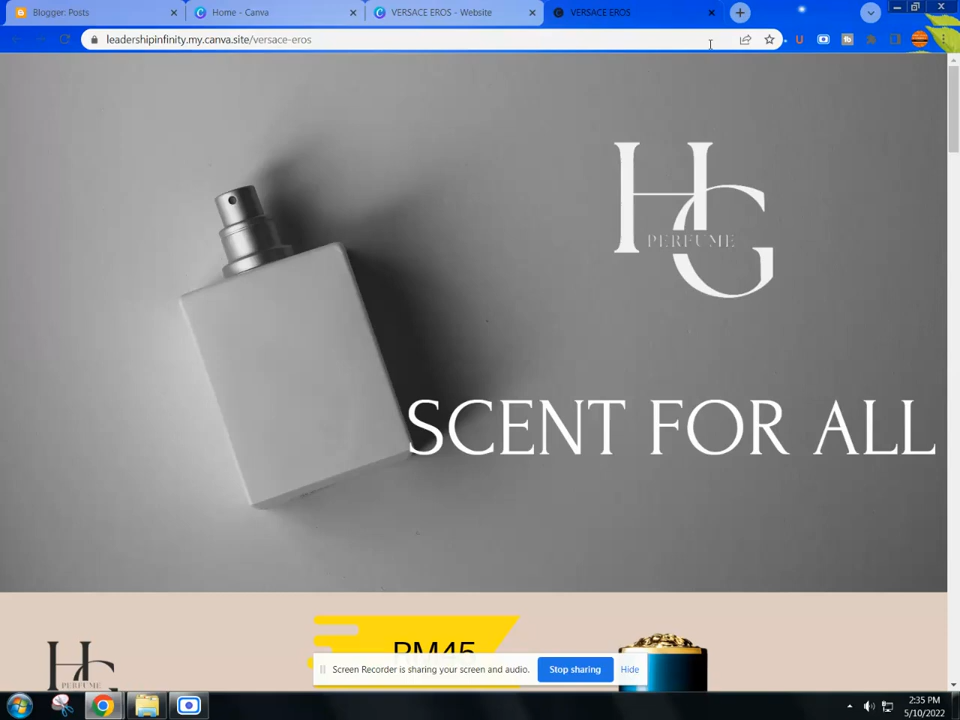 Blogger: Posts
Home - Canva
VERSACE EROS - Website
VERSACE EROS
leadershipinfinity.my.canva.site/versace-eros
HG
PERFUME
SCENT FOR ALL
RM45
H
PERFUME
Screen Recorder is sharing your screen and audio.
Stop sharing
Hide
2:35 PM
5/10/2022